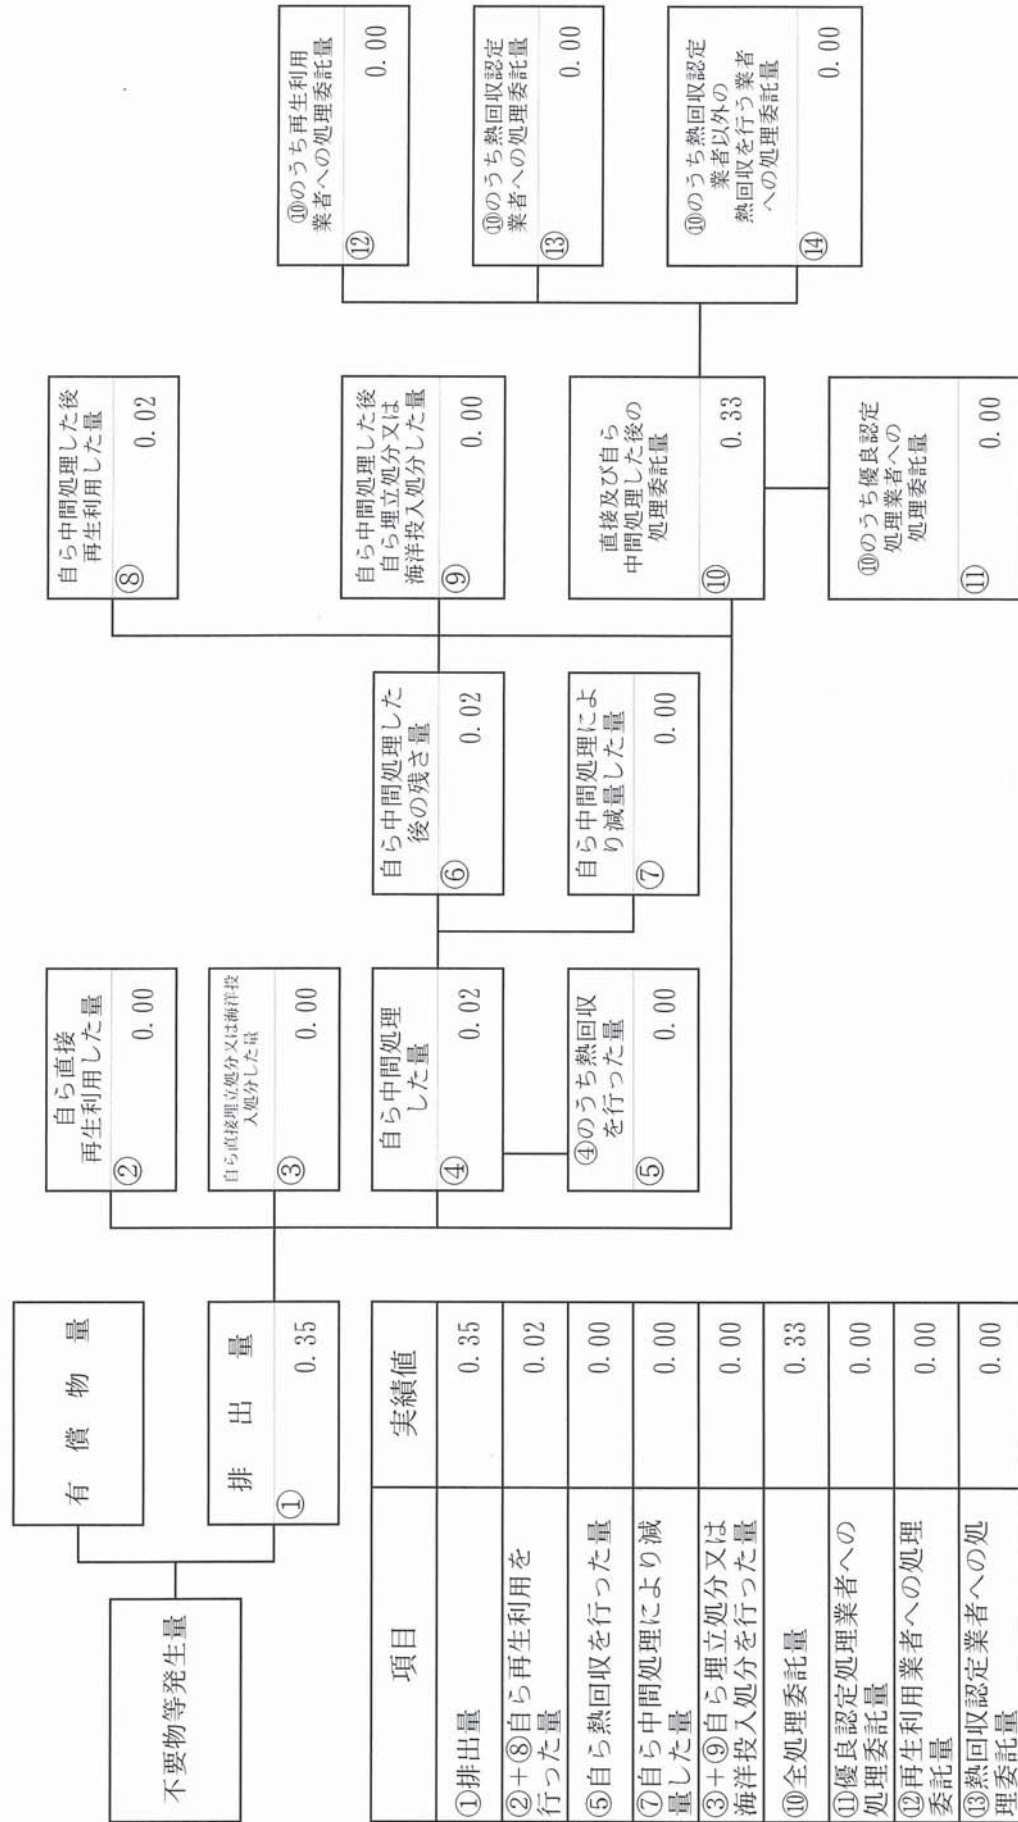 不要物等発生量
有償物量
排出量
①
0.35
自ら直接
再生利用した量
②
0.00
自ら直接埋立処分又は海洋投
入処分した量
③
0.00
自ら中間処理
した量
④
0.02
④のうち熱回収
を行った量
⑤
0.00
自ら中間処理した
後の残さ量
⑥
0.02
自ら中間処理によ
り減量した量
⑦
0.00
自ら中間処理した後
再生利用した量
⑧
0.02
自ら中間処理した後
自ら埋立処分又は
海洋投入処分した量
⑨
0.00
直接及び自ら
中間処理した後の
処理委託量
⑩
0.33
⑩のうち優良認定
処理業者への
処理委託量
⑪
0.00
⑩のうち再生利用
業者への処理委託量
⑫
0.00
⑩のうち熱回収認定
業者への処理委託量
⑬
0.00
⑩のうち熱回収認定
業者以外の
熱回収を行う業者
への処理委託量
⑭
0.00
項目 実績値
①排出量 0.35
②+⑧自ら再生利用を
行った量 0.02
⑤自ら熱回収を行った量 0.00
⑦自ら中間処理により減
量した量 0.00
③+⑨自ら埋立処分又は
海洋投入処分を行った量 0.00
⑩全処理委託量 0.33
⑪優良認定処理業者への
処理委託量 0.00
⑫再生利用業者への処理
委託量 0.00
⑬熱回収認定業者への処
理委託量 0.00